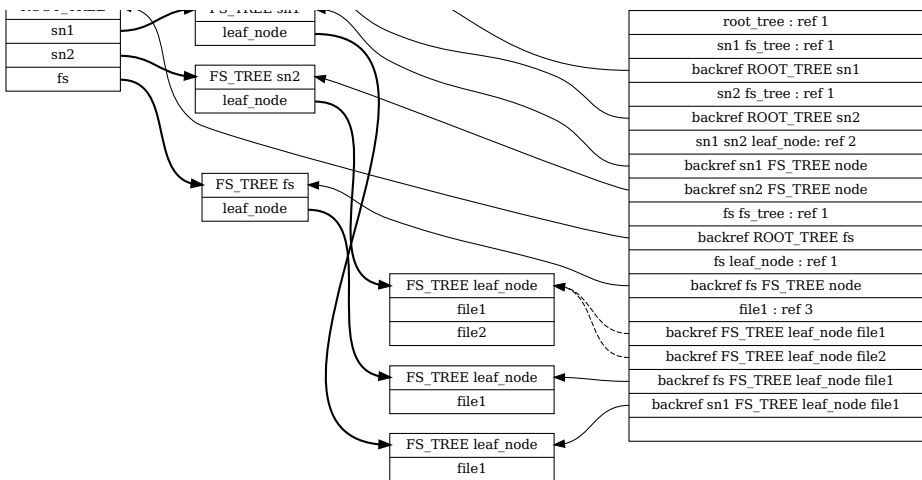 ROOT_TREE
sn1
sn2
fs
FS_TREE sn1
leaf_node
FS_TREE sn2
leaf_node
FS_TREE fs
leaf_node
FS_TREE leaf_node
file1
file2
FS_TREE leaf_node
file1
FS_TREE leaf_node
file1
root_tree : ref 1
sn1 fs_tree : ref 1
backref ROOT_TREE sn1
sn2 fs_tree : ref 1
backref ROOT_TREE sn2
sn1 sn2 leaf_node: ref 2
backref sn1 FS_TREE node
backref sn2 FS_TREE node
fs fs_tree : ref 1
backref ROOT_TREE fs
fs leaf_node : ref 1
backref fs FS_TREE node
file1 : ref 3
backref FS_TREE leaf_node file1
backref FS_TREE leaf_node file2
backref fs FS_TREE leaf_node file1
backref sn1 FS_TREE leaf_node file1